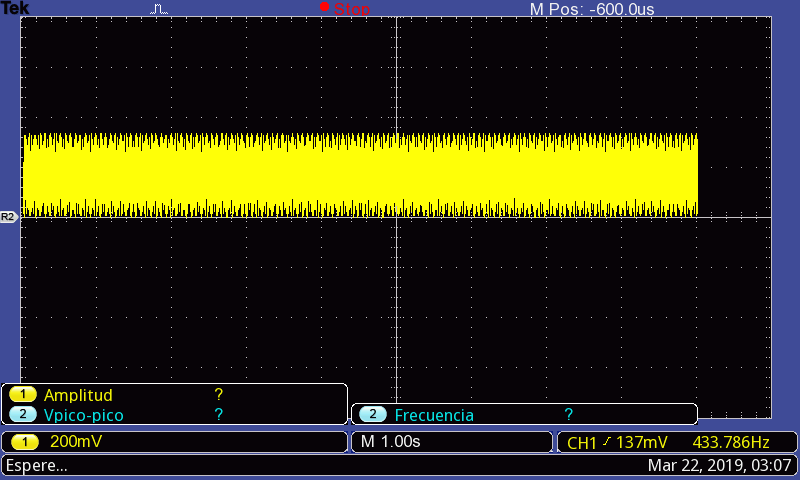 Tek Stop M Pos: -600.0us
R2
1 Amplitud ?
2 Vpico-pico ? 2 Frecuencia ?
1 200mV M 1.00s CH1 137mV 433.786Hz
Espere... Mar 22, 2019, 03:07